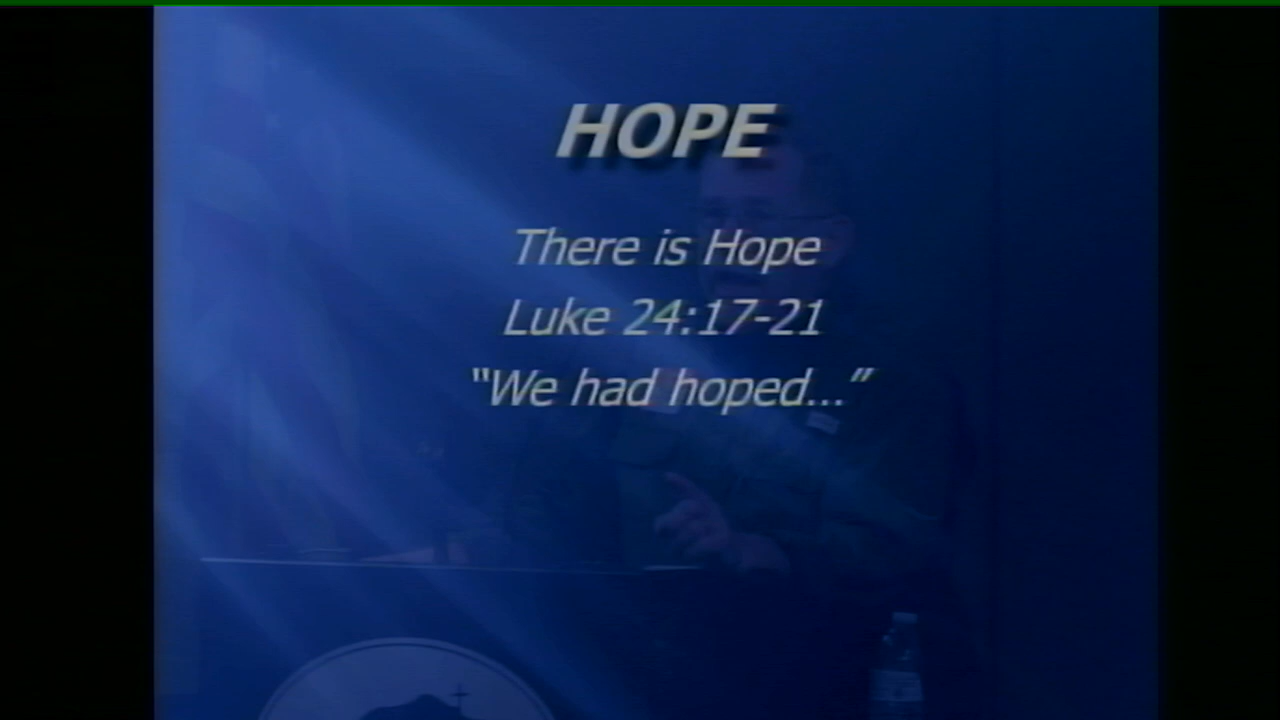 HOPE
There is Hope
Luke 24:17-21
“We had hoped...”